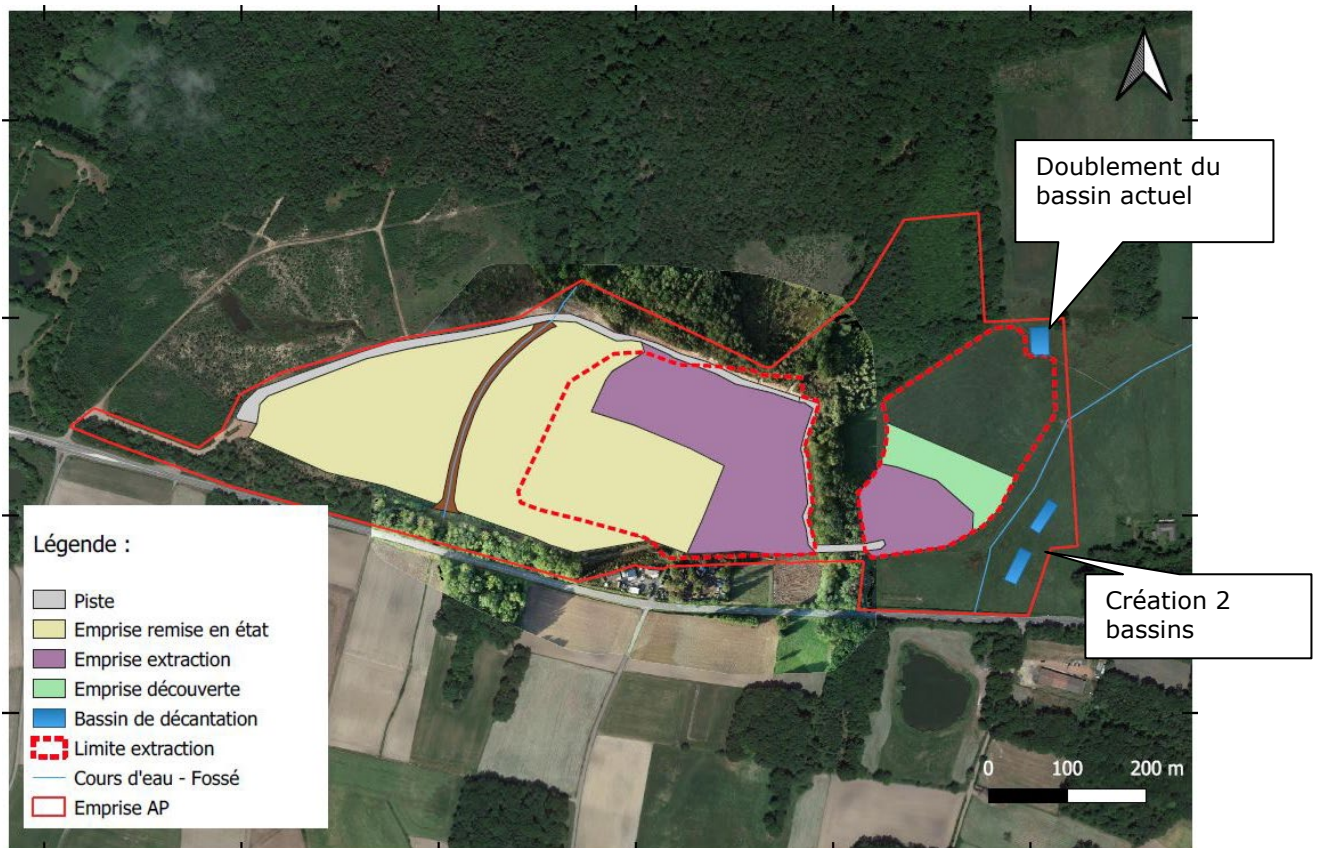 Doublement du
bassin actuel
Création 2
bassins
Légende :
Piste
Emprise remise en état
Emprise extraction
Emprise découverte
Bassin de décantation
Limite extraction
Cours d'eau - Fossé
Emprise AP
0 100 200 m